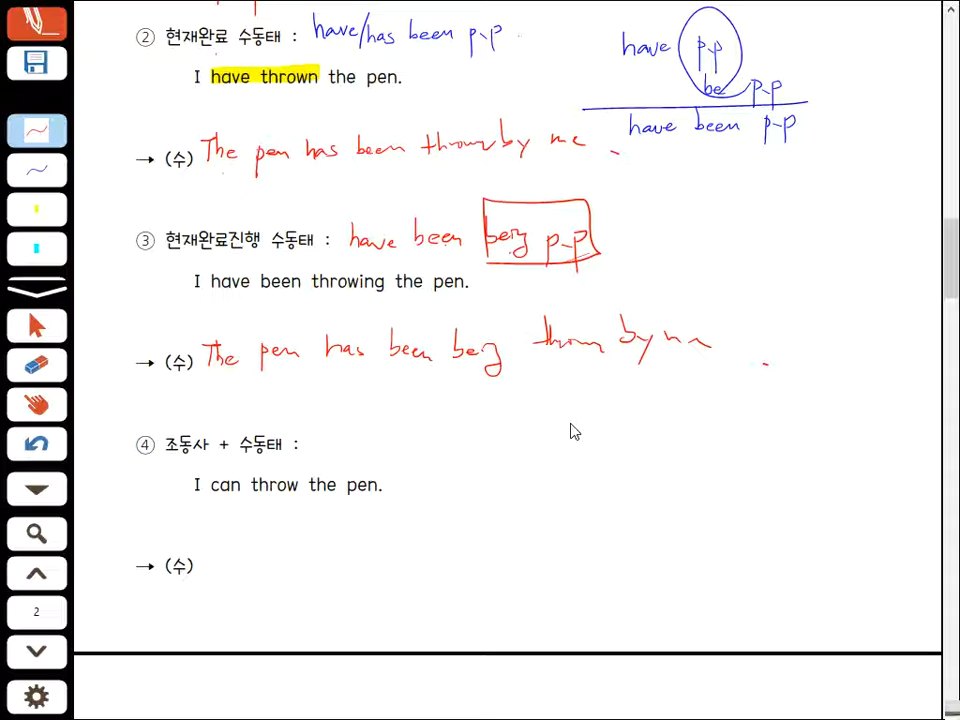 ② 현재완료 수동태 : have/has been p-p
I have thrown the pen.
have p-p
be p-p
have been p-p
→ (수) The pen has been thrown by me .
③ 현재완료진행 수동태 : have been being p-p
I have been throwing the pen.
→ (수) The pen has been being thrown by me .
④ 조동사 + 수동태 :
I can throw the pen.
→ (수)
2